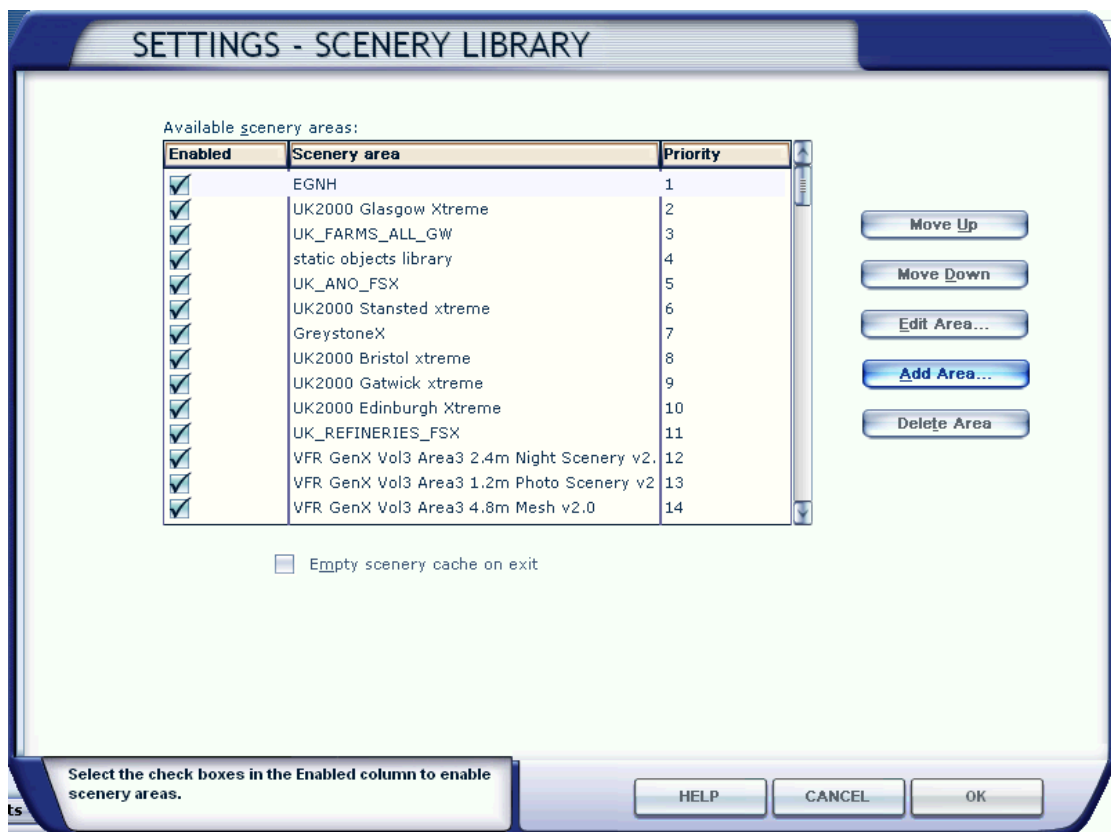 SETTINGS - SCENERY LIBRARY
Available scenery areas:
Enabled Scenery area Priority
EGNH 1
UK2000 Glasgow Xtreme 2
UK_FARMS_ALL_GW 3
static objects library 4
UK_ANO_FSX 5
UK2000 Stansted xtreme 6
GreystoneX 7
UK2000 Bristol xtreme 8
UK2000 Gatwick xtreme 9
UK2000 Edinburgh Xtreme 10
UK_REFINERIES_FSX 11
VFR GenX Vol3 Area3 2.4m Night Scenery v2. 12
VFR GenX Vol3 Area3 1.2m Photo Scenery v2 13
VFR GenX Vol3 Area3 4.8m Mesh v2.0 14
Move Up
Move Down
Edit Area...
Add Area...
Delete Area
Empty scenery cache on exit
Select the check boxes in the Enabled column to enable
scenery areas.
ts
HELP CANCEL OK